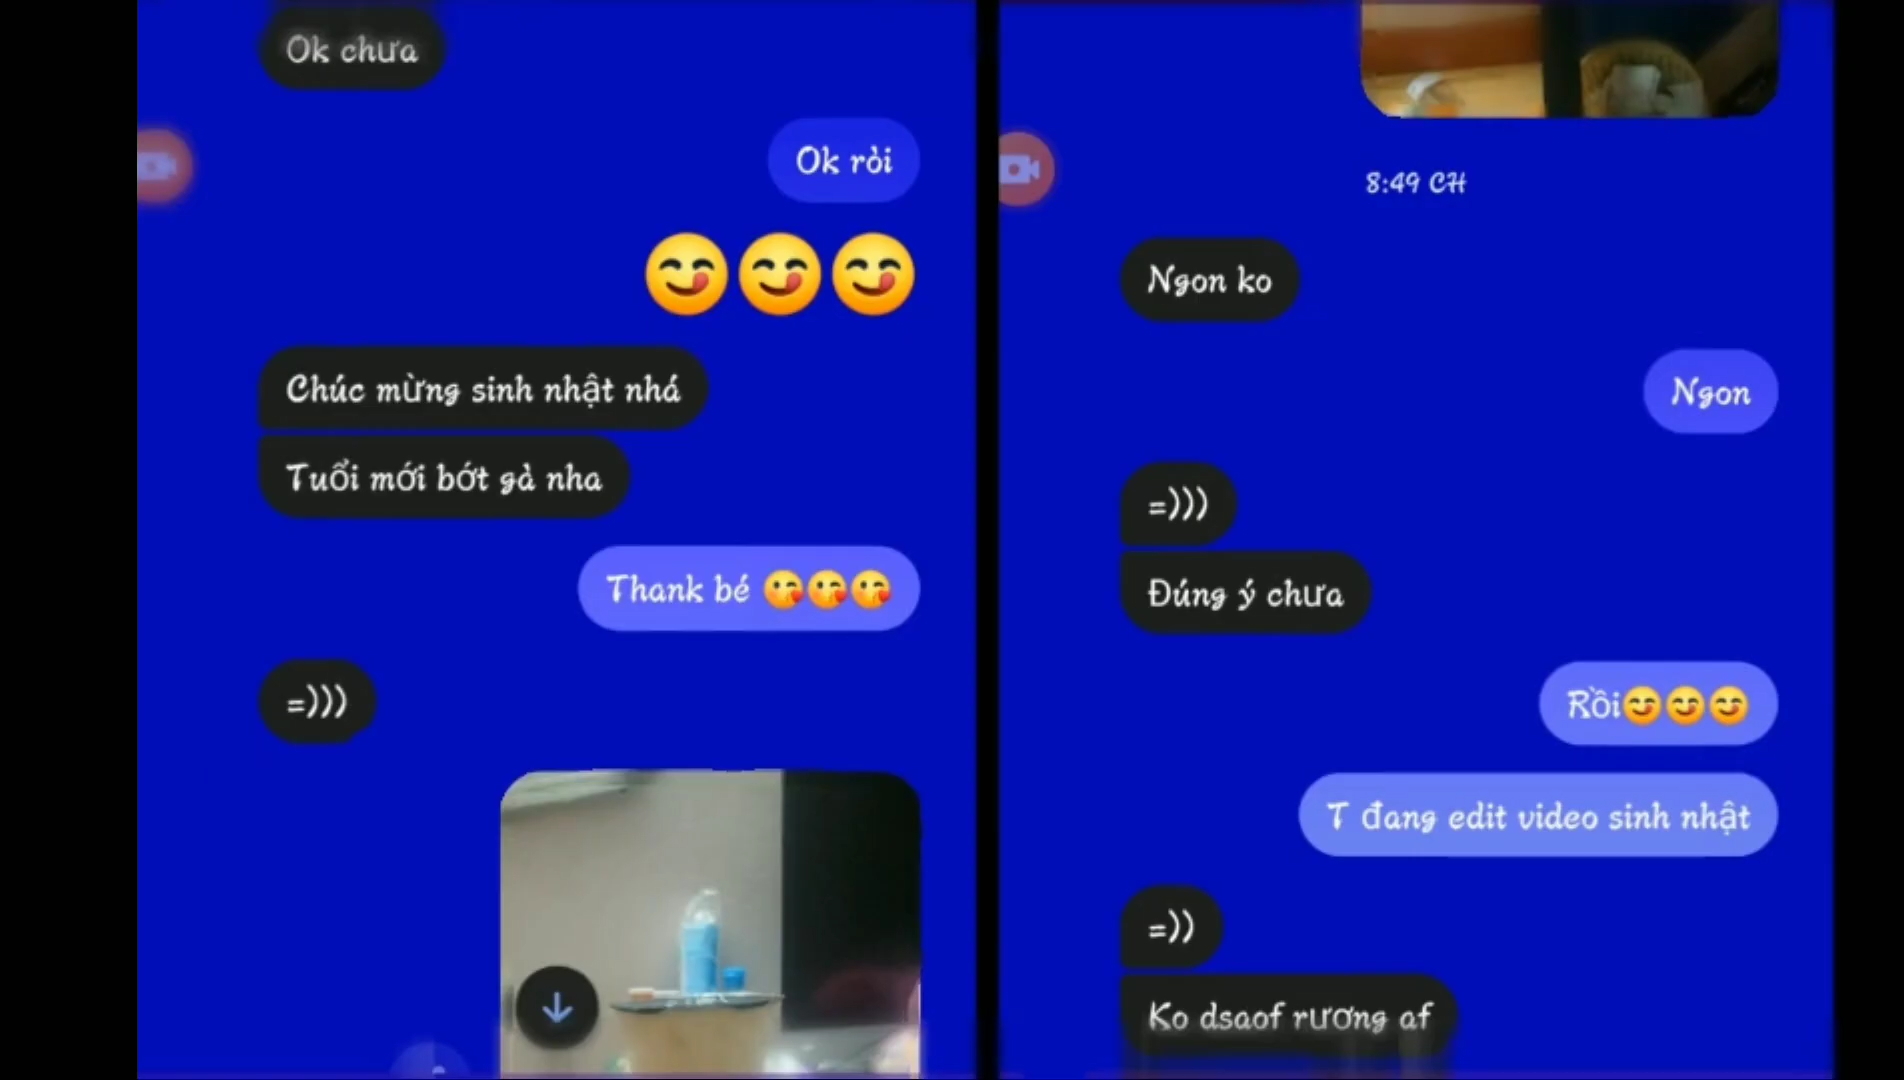 Ok chưa
Ok ròi
😋😋😋
Chúc mừng sinh nhật nhá
Tuổi mới bớt gà nha
Thank bé 😘😘😘
=)))
8:49 CH
Ngon ko
Ngon
=)))
Đúng ý chưa
Rồi😋😋😋
T đang edit video sinh nhật
=))
Ko dsaof rương af